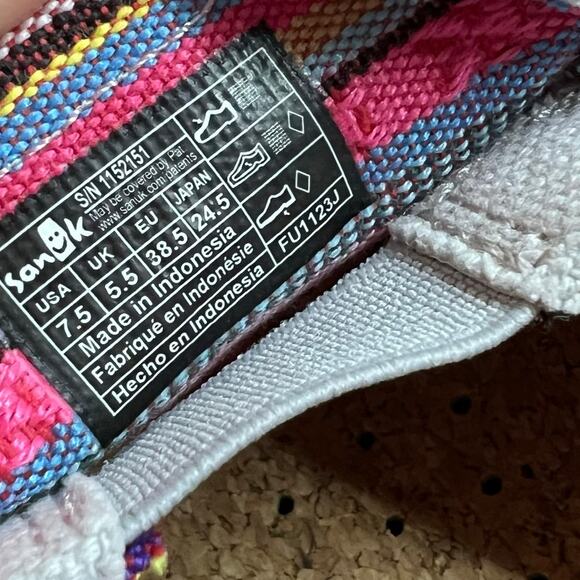 sanuk
S/N 1152151
May be covered by Pat.
www.sanuk.com/patents
USA UK EU JAPAN
7.5 5.5 38.5 24.5
Made in Indonesia
Fabriqué en Indonésie
Hecho en Indonesia
FU1123J